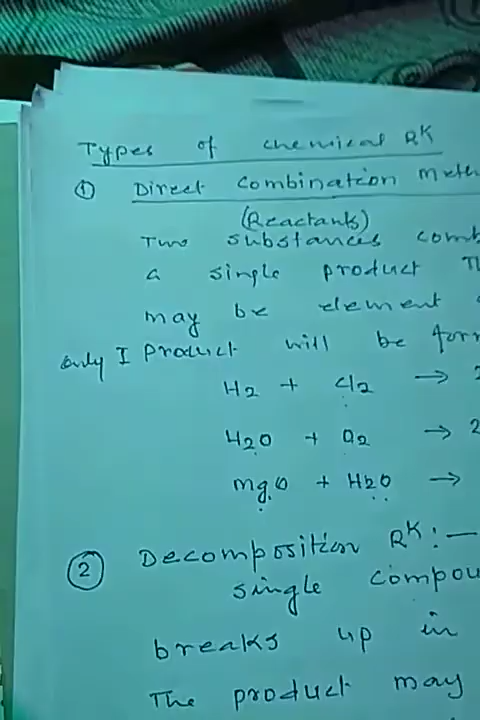 Types of chemical RK
① Direct combination meth
(Reactants)
Two substances comb
a single product Th
may be element
only I product will be for
H2 + Cl2 → 2
H2O + O2 → 2
mgO + H2O →
② Decomposition RK:—
single compou
breaks up in
The product may